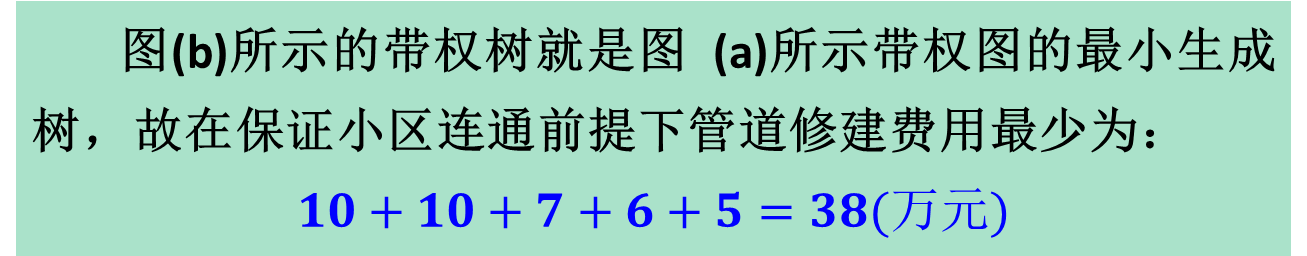 图(b)所示的带权树就是图 (a)所示带权图的最小生成
树，故在保证小区连通前提下管道修建费用最少为：
10 + 10 + 7 + 6 + 5 = 38(万元)